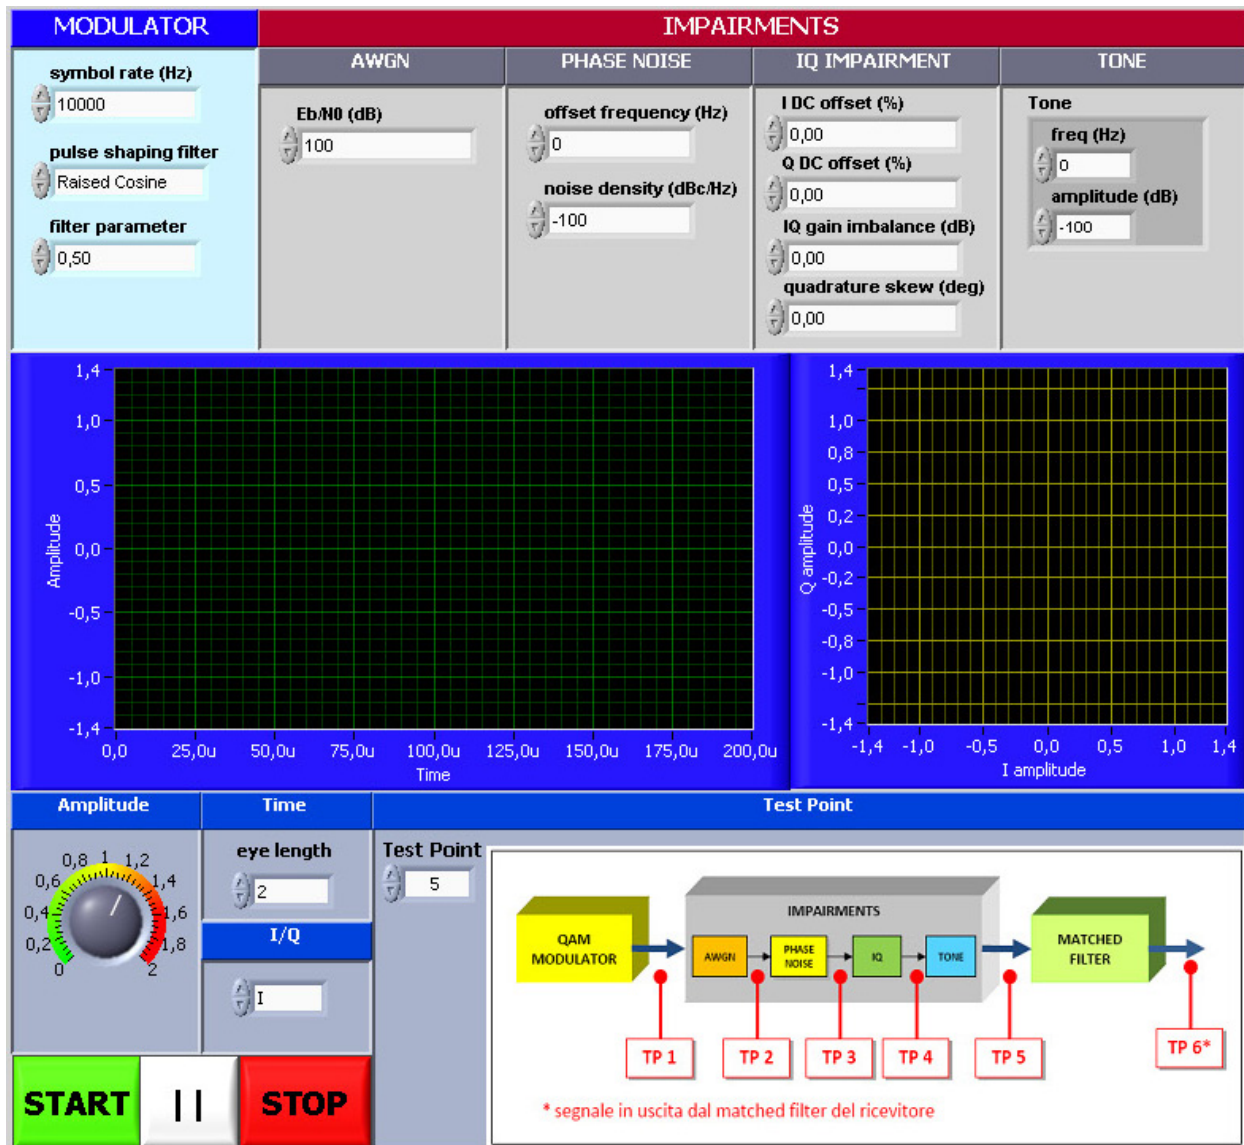 MODULATOR
IMPAIRMENTS
symbol rate (Hz)
10000
pulse shaping filter
Raised Cosine
filter parameter
0,50
AWGN
Eb/N0 (dB)
100
PHASE NOISE
offset frequency (Hz)
0
noise density (dBc/Hz)
-100
IQ IMPAIRMENT
I DC offset (%)
0,00
Q DC offset (%)
0,00
IQ gain imbalance (dB)
0,00
quadrature skew (deg)
0,00
TONE
Tone
freq (Hz)
0
amplitude (dB)
-100
Amplitude
1,4
1,0
0,5
0,0
-0,5
-1,0
-1,4
0,0 25,0u 50,0u 75,0u 100,0u 125,0u 150,0u 175,0u 200,0u
Time
Q amplitude
1,4
1,0
0,8
0,5
0,2
0,0
-0,2
-0,5
-0,8
-1,0
-1,4
-1,4 -1,0 -0,5 0,0 0,5 1,0 1,4
I amplitude
Amplitude
0 0,2 0,4 0,6 0,8 1 1,2 1,4 1,6 1,8 2
Time
eye length
2
I/Q
I
Test Point
Test Point
5
QAM
MODULATOR
IMPAIRMENTS
AWGN
PHASE
NOISE
IQ
TONE
MATCHED
FILTER
TP 1
TP 2
TP 3
TP 4
TP 5
TP 6*
* segnale in uscita dal matched filter del ricevitore
START
||
STOP